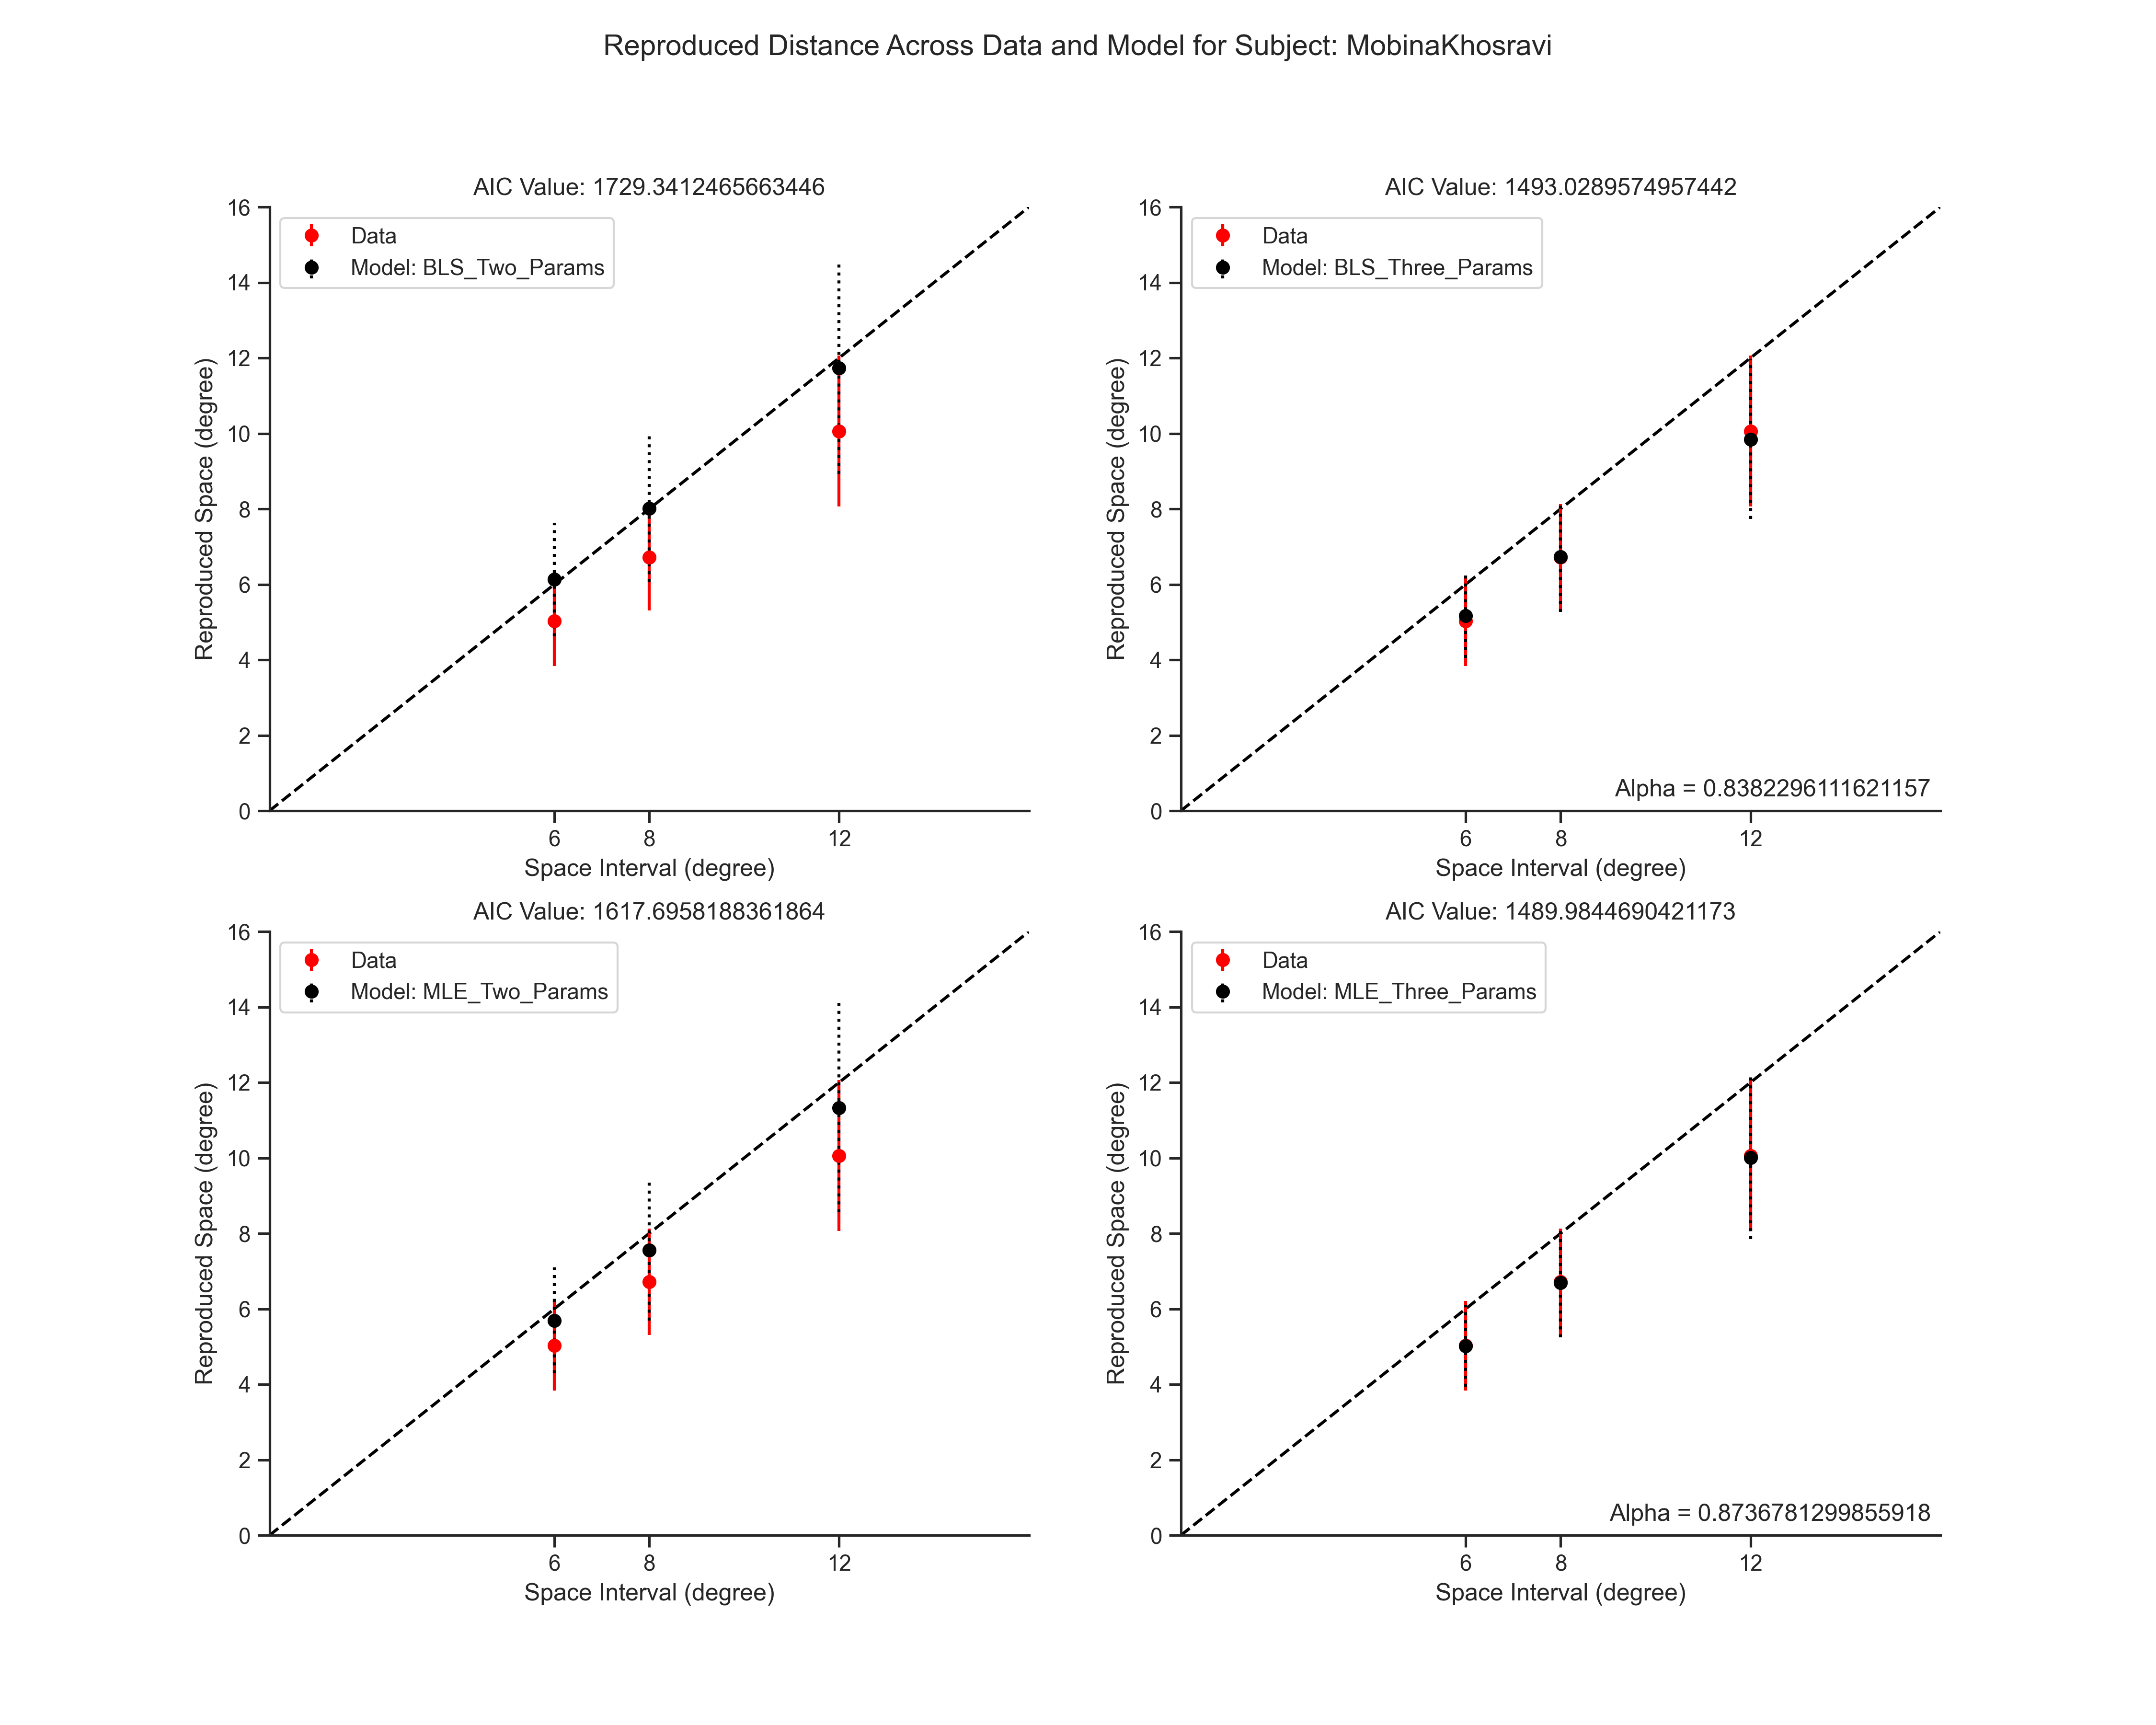 Reproduced Distance Across Data and Model for Subject: MobinaKhosravi
AIC Value: 1729.3412465663446
16
14
12
10
8
6
4
2
0
Reproduced Space (degree)
Data
Model: BLS_Two_Params
6 8 12
Space Interval (degree)
AIC Value: 1493.0289574957442
16
14
12
10
8
6
4
2
0
Reproduced Space (degree)
Data
Model: BLS_Three_Params
Alpha = 0.8382296111621157
6 8 12
Space Interval (degree)
AIC Value: 1617.6958188361864
16
14
12
10
8
6
4
2
0
Reproduced Space (degree)
Data
Model: MLE_Two_Params
6 8 12
Space Interval (degree)
AIC Value: 1489.9844690421173
16
14
12
10
8
6
4
2
0
Reproduced Space (degree)
Data
Model: MLE_Three_Params
Alpha = 0.8736781299855918
6 8 12
Space Interval (degree)